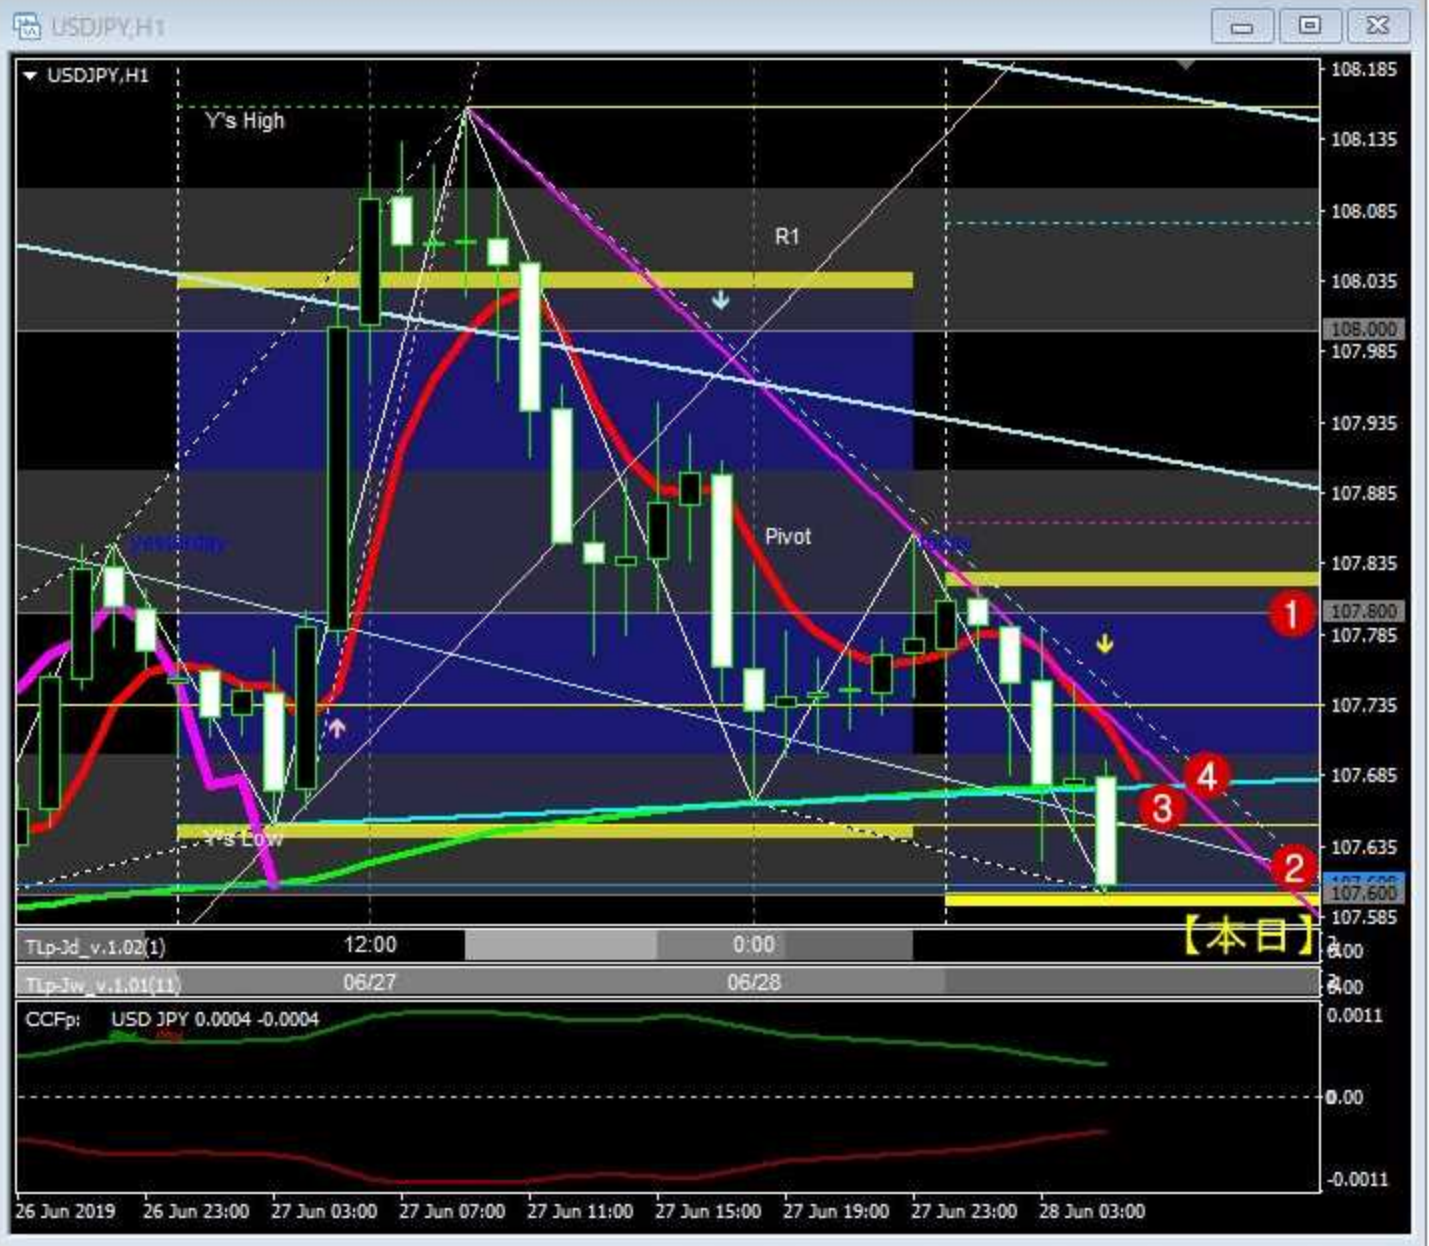 USDJPY,H1
USDJPY,H1
108.185
Y's High
108.135
108.085
R1
108.035
108.000
107.985
107.935
107.885
yesterday
Pivot
today
107.835
1
107.800
107.785
107.735
4
107.685
3
Y's Low
107.635
2
107.600
107.585
【本日】
TLp-Jd_v.1.02(1)
12:00
0:00
TLp-Jw_v.1.01(11)
06/27
06/28
CCFp: USD JPY 0.0004 -0.0004
0.0011
0.00
-0.0011
26 Jun 2019
26 Jun 23:00
27 Jun 03:00
27 Jun 07:00
27 Jun 11:00
27 Jun 15:00
27 Jun 19:00
27 Jun 23:00
28 Jun 03:00